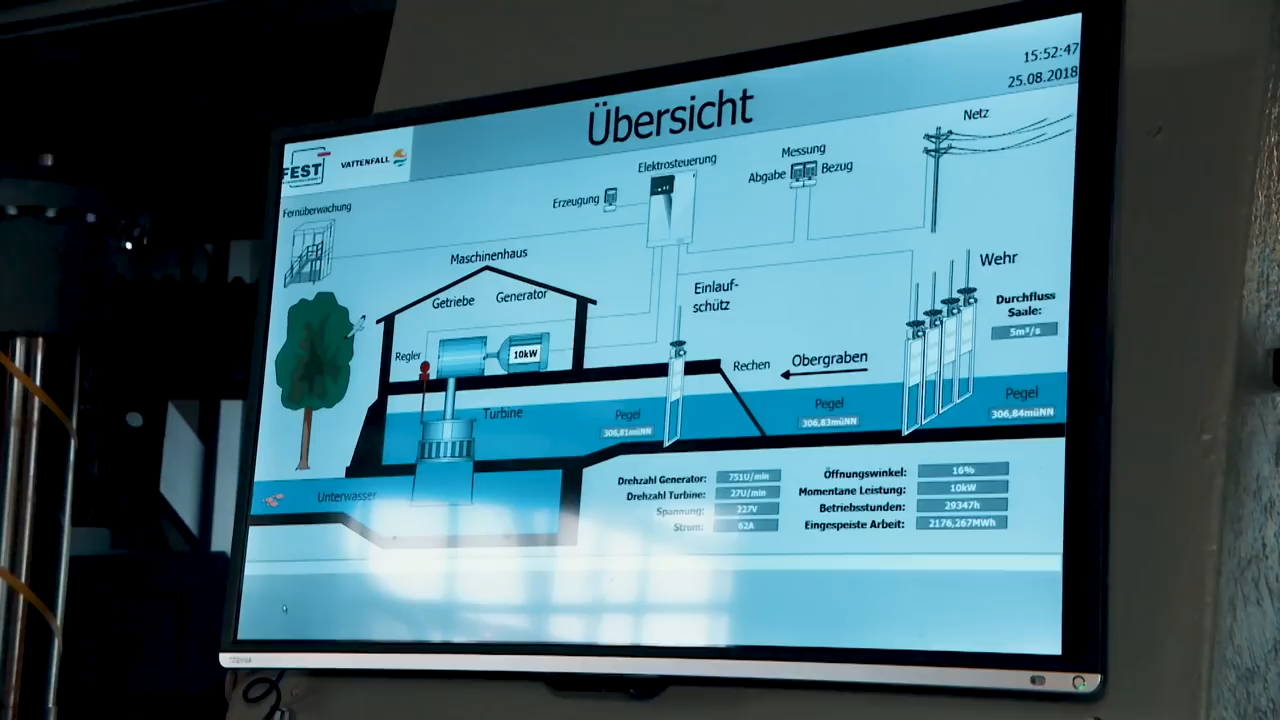 15:52:47
25.08.2018
Übersicht
FEST
VATTENFALL
Netz
Messung
Elektrosteuerung
Abgabe
Bezug
Erzeugung
Fernüberwachung
Maschinenhaus
Wehr
Getriebe
Generator
Einlauf-
schütz
Durchfluss
Saale:
5m³/s
Regler
10kW
Rechen
Obergraben
Turbine
Pegel
306,81müNN
Pegel
306,83müNN
Pegel
306,84müNN
Unterwasser
Drehzahl Generator: 751U/min
Drehzahl Turbine: 27U/min
Spannung: 227V
Strom: 62A
Öffnungswinkel: 16%
Momentane Leistung: 10kW
Betriebsstunden: 29347h
Eingespeiste Arbeit: 2176,267MWh
TOSHIBA